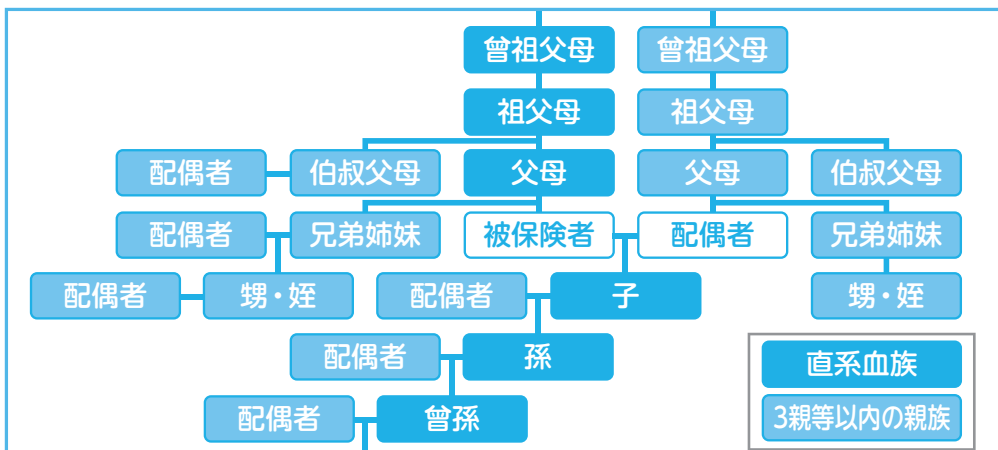 曾祖父母 曾祖父母
祖父母 祖父母
配偶者 伯叔父母 父母 父母 伯叔父母
配偶者 兄弟姉妹 被保険者 配偶者 兄弟姉妹
配偶者 甥・姪 配偶者 子 甥・姪
配偶者 孫
直系血族
配偶者 曾孫
3親等以内の親族